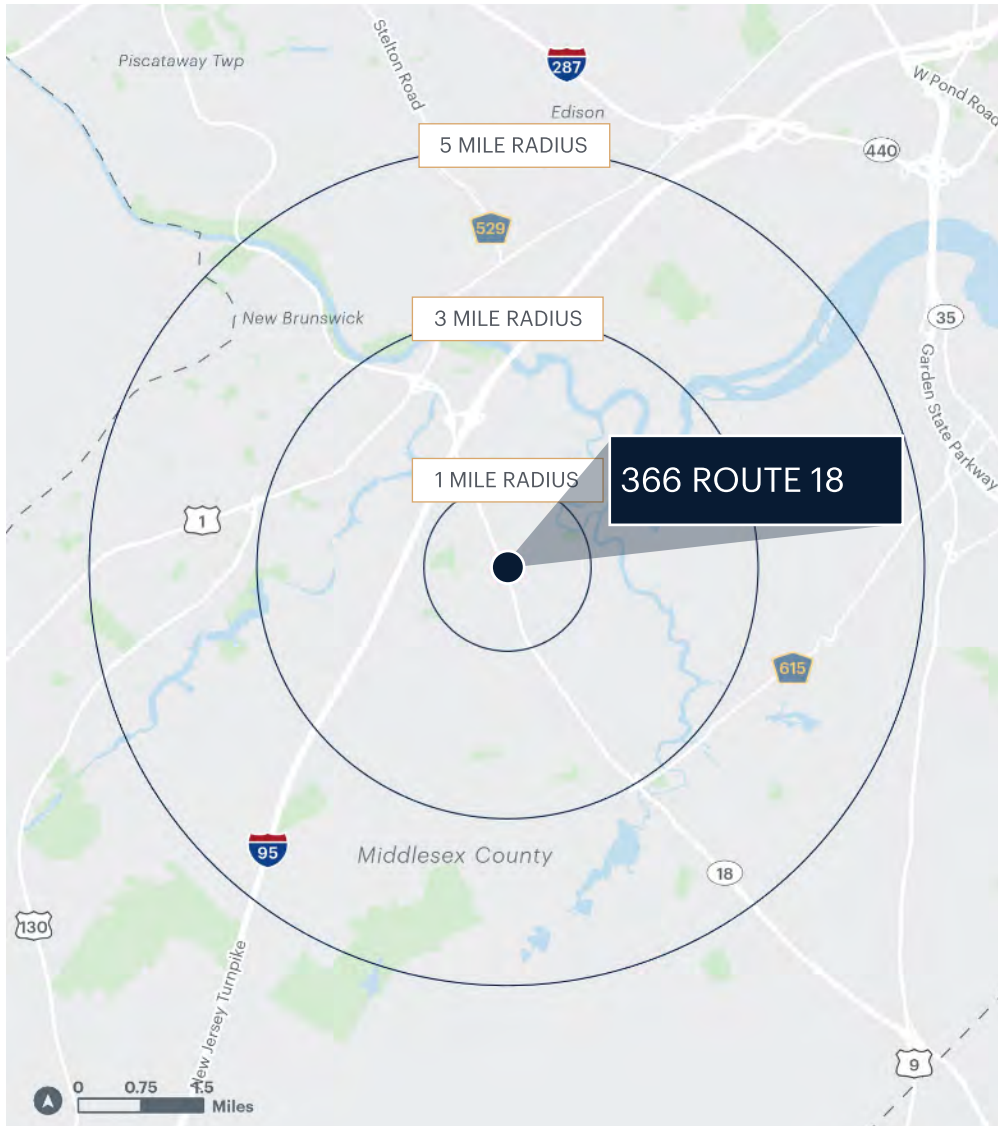 Piscataway Twp
Stelton Road
287
W Pond Road
Edison
5 MILE RADIUS
440
529
New Brunswick
3 MILE RADIUS
35
Garden State Parkway
1 MILE RADIUS
366 ROUTE 18
1
615
95
Middlesex County
18
130
New Jersey Turnpike
9
0 0.75 1.5
Miles